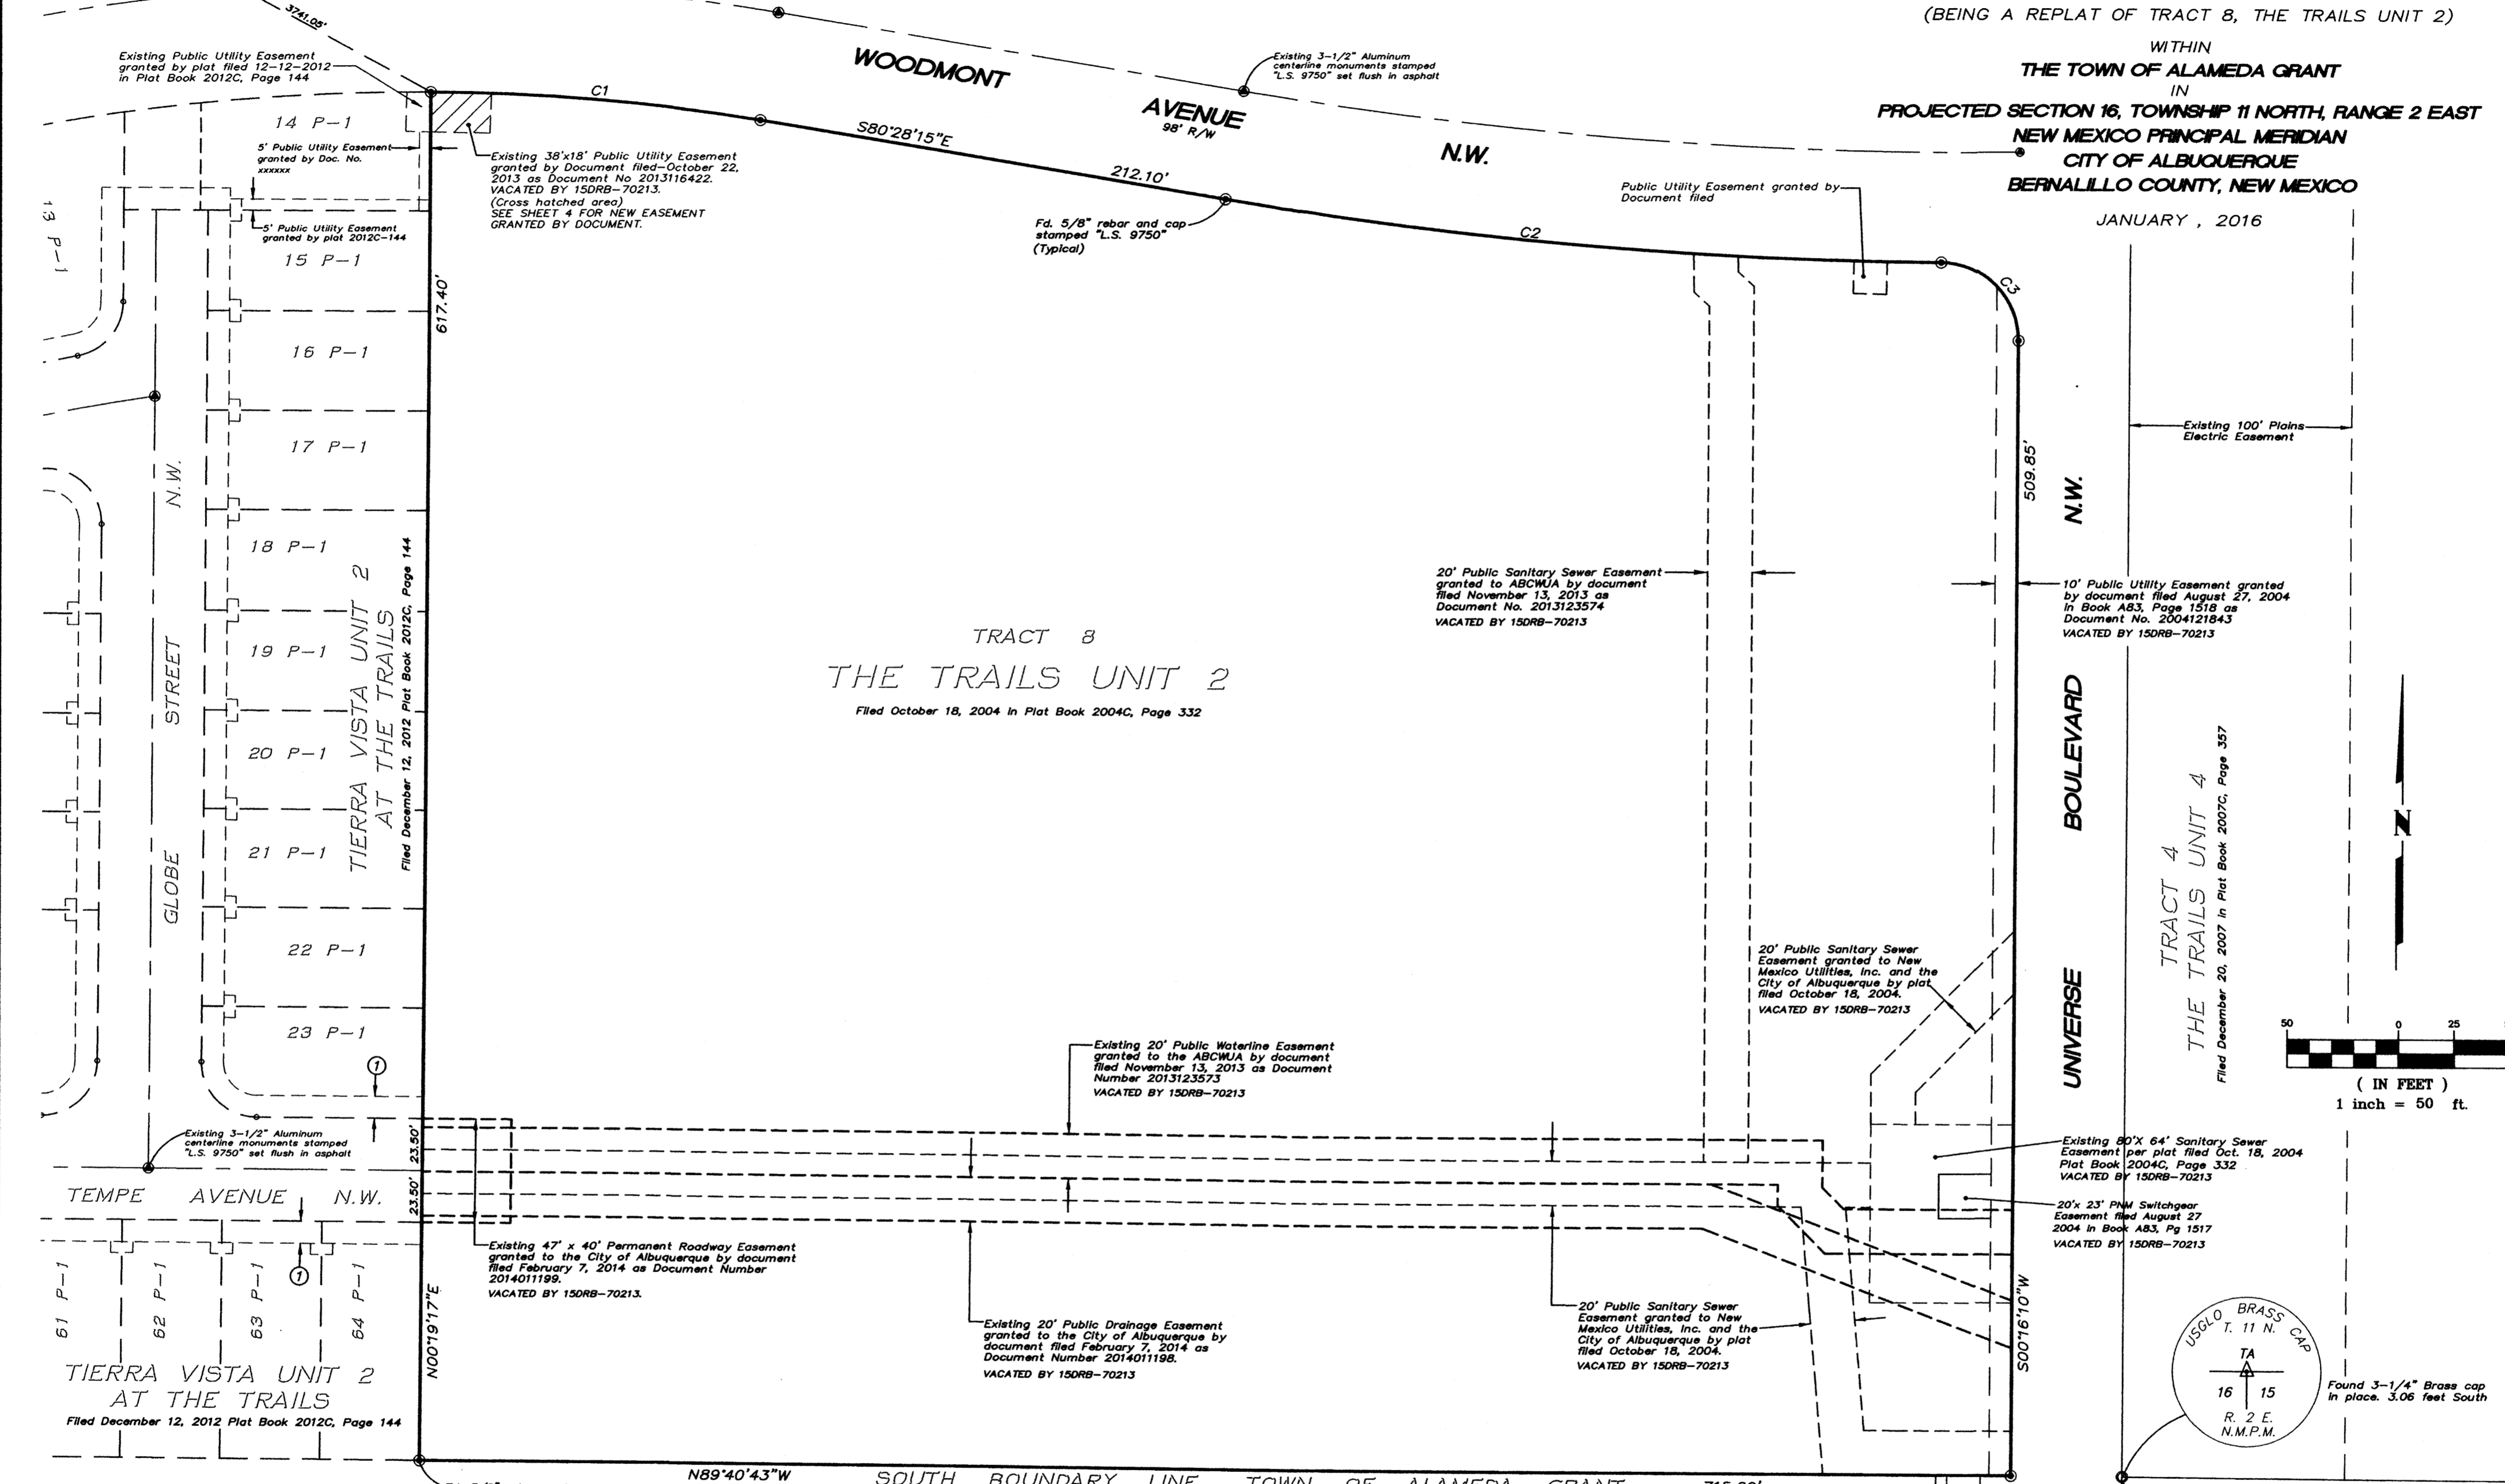 (BEING A REPLAT OF TRACT 8, THE TRAILS UNIT 2)
WITHIN
THE TOWN OF ALAMEDA GRANT
IN
PROJECTED SECTION 16, TOWNSHIP 11 NORTH, RANGE 2 EAST
NEW MEXICO PRINCIPAL MERIDIAN
CITY OF ALBUQUERQUE
BERNALILLO COUNTY, NEW MEXICO
JANUARY , 2016
3741.05'
Existing Public Utility Easement
granted by plat filed 12-12-2012
in Plat Book 2012C, Page 144
WOODMONT
AVENUE
98' R/W
N.W.
Existing 3-1/2" Aluminum
centerline monuments stamped
"L.S. 9750" set flush in asphalt
C1
S80°28'15"E
212.10'
C2
C3
14 P-1
5' Public Utility Easement
granted by Doc. No.
xxxxxx
5' Public Utility Easement
granted by plat 2012C-144
Existing 38'x18' Public Utility Easement
granted by Document filed-October 22,
2013 as Document No 2013116422.
VACATED BY 15DRB-70213.
(Cross hatched area)
SEE SHEET 4 FOR NEW EASEMENT
GRANTED BY DOCUMENT.
Fd. 5/8" rebar and cap
stamped "L.S. 9750"
(Typical)
Public Utility Easement granted by
Document filed
13 P-1
15 P-1
16 P-1
17 P-1
18 P-1
19 P-1
20 P-1
21 P-1
22 P-1
23 P-1
617.40'
GLOBE STREET N.W.
TIERRA VISTA UNIT 2
AT THE TRAILS
Filed December 12, 2012 Plat Book 2012C, Page 144
TRACT 8
THE TRAILS UNIT 2
Filed October 18, 2004 in Plat Book 2004C, Page 332
20' Public Sanitary Sewer Easement
granted to ABCWUA by document
filed November 13, 2013 as
Document No. 2013123574
VACATED BY 15DRB-70213
509.85'
Existing 100' Plains
Electric Easement
10' Public Utility Easement granted
by document filed August 27, 2004
in Book A83, Page 1518 as
Document No. 2004121843
VACATED BY 15DRB-70213
UNIVERSE BOULEVARD N.W.
TRACT 4
THE TRAILS UNIT 4
Filed December 20, 2007 in Plat Book 2007C, Page 357
N
50 0 25
( IN FEET )
1 inch = 50 ft.
20' Public Sanitary Sewer
Easement granted to New
Mexico Utilities, Inc. and the
City of Albuquerque by plat
filed October 18, 2004.
VACATED BY 15DRB-70213
Existing 20' Public Waterline Easement
granted to the ABCWUA by document
filed November 13, 2013 as Document
Number 2013123573
VACATED BY 15DRB-70213
1
Existing 3-1/2" Aluminum
centerline monuments stamped
"L.S. 9750" set flush in asphalt
23.50'
23.50'
TEMPE AVENUE N.W.
Existing 80'X 64' Sanitary Sewer
Easement per plat filed Oct. 18, 2004
Plat Book 2004C, Page 332
VACATED BY 15DRB-70213
20'x 23' PNM Switchgear
Easement filed August 27
2004 in Book A83, Pg 1517
VACATED BY 15DRB-70213
1
61 P-1
62 P-1
63 P-1
64 P-1
Existing 47' x 40' Permanent Roadway Easement
granted to the City of Albuquerque by document
filed February 7, 2014 as Document Number
2014011199.
VACATED BY 15DRB-70213.
N00°19'17"E
Existing 20' Public Drainage Easement
granted to the City of Albuquerque by
document filed February 7, 2014 as
Document Number 2014011198.
VACATED BY 15DRB-70213
20' Public Sanitary Sewer
Easement granted to New
Mexico Utilities, Inc. and the
City of Albuquerque by plat
filed October 18, 2004.
VACATED BY 15DRB-70213
S00°16'10"W
USGLO BRASS CAP
T. 11 N.
TA
16 15
R. 2 E.
N.M.P.M.
Found 3-1/4" Brass cap
in place. 3.06 feet South
TIERRA VISTA UNIT 2
AT THE TRAILS
Filed December 12, 2012 Plat Book 2012C, Page 144
N89°40'43"W
SOUTH BOUNDARY LINE TOWN OF ALAMEDA GRANT